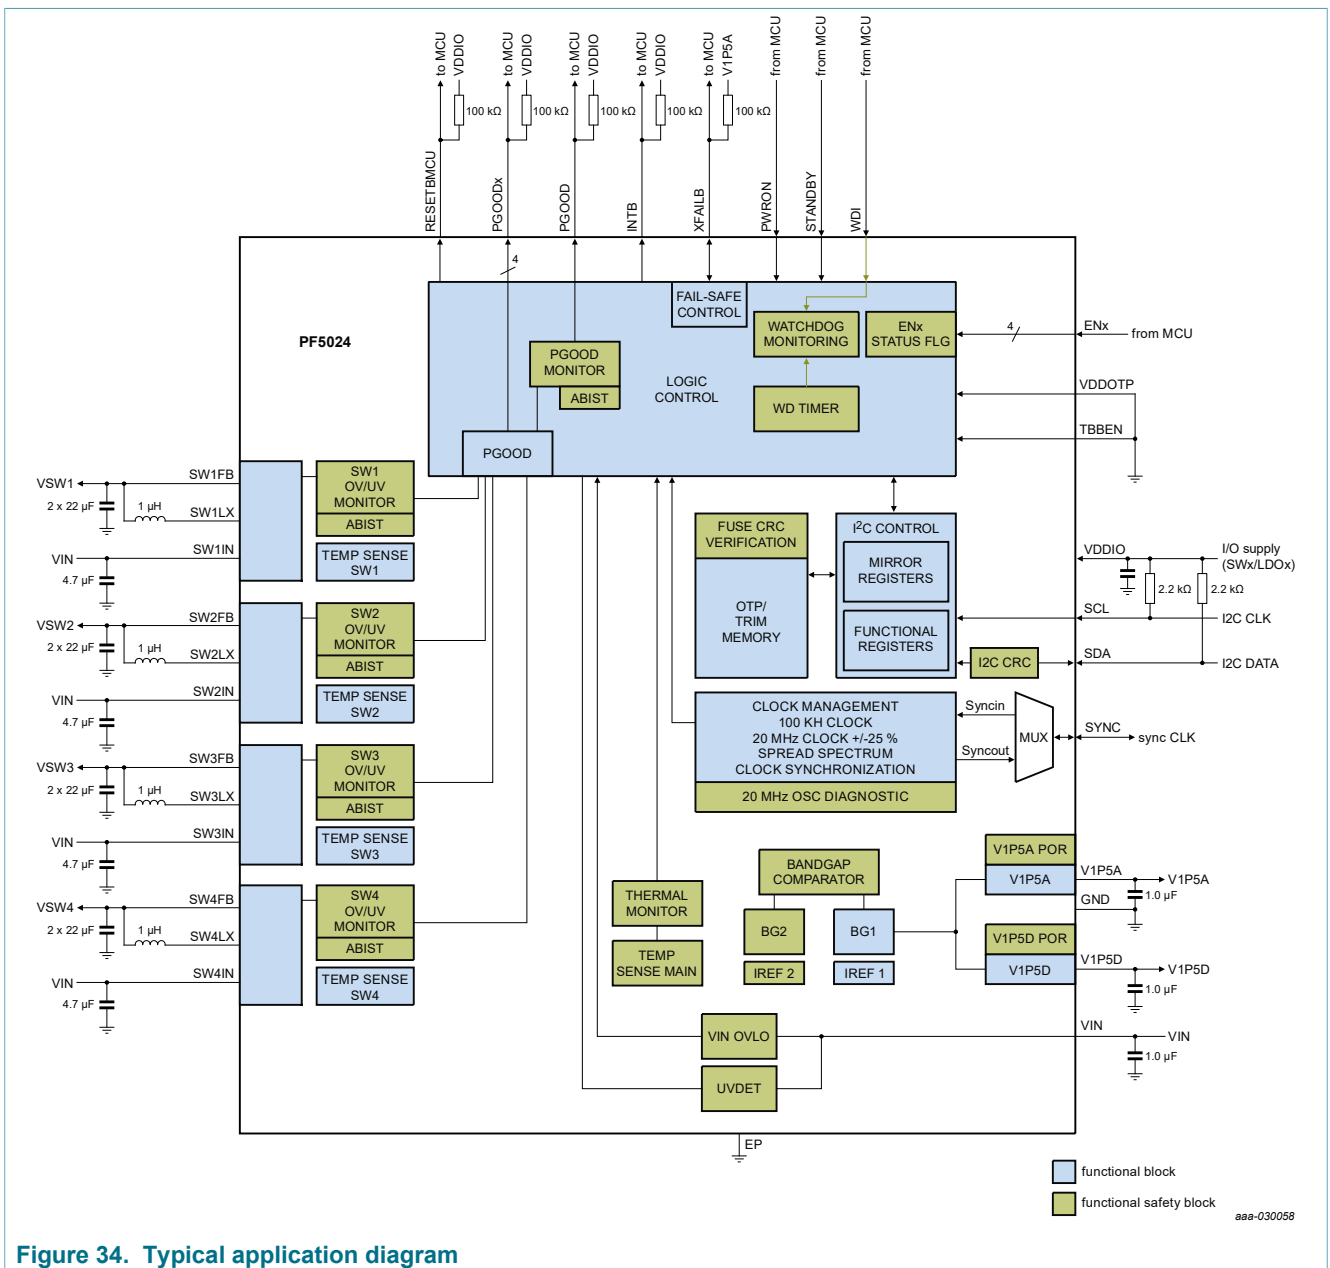 to MCU
VDDIO
to MCU
VDDIO
to MCU
VDDIO
to MCU
VDDIO
to MCU
V1P5A
from MCU
from MCU
from MCU
100 kΩ
100 kΩ
100 kΩ
100 kΩ
100 kΩ
RESETBMCU
PGOODx
PGOOD
INTB
XFAILB
PWRON
STANDBY
WDI
4
PF5024
FAIL-SAFE
CONTROL
WATCHDOG
MONITORING
ENx
STATUS FLG
4
ENx
from MCU
PGOOD
MONITOR
ABIST
LOGIC
CONTROL
WD TIMER
VDDOTP
TBBEN
PGOOD
VSW1
2 x 22 µF
1 µH
SW1FB
SW1LX
SW1
OV/UV
MONITOR
ABIST
VIN
4.7 µF
SW1IN
TEMP SENSE
SW1
VSW2
2 x 22 µF
1 µH
SW2FB
SW2LX
SW2
OV/UV
MONITOR
ABIST
VIN
4.7 µF
SW2IN
TEMP SENSE
SW2
VSW3
2 x 22 µF
1 µH
SW3FB
SW3LX
SW3
OV/UV
MONITOR
ABIST
VIN
4.7 µF
SW3IN
TEMP SENSE
SW3
VSW4
2 x 22 µF
1 µH
SW4FB
SW4LX
SW4
OV/UV
MONITOR
ABIST
VIN
4.7 µF
SW4IN
TEMP SENSE
SW4
FUSE CRC
VERIFICATION
OTP/
TRIM
MEMORY
I2C CONTROL
MIRROR
REGISTERS
FUNCTIONAL
REGISTERS
I2C CRC
VDDIO
I/O supply
(SWx/LDOx)
2.2 kΩ
2.2 kΩ
SCL
I2C CLK
SDA
I2C DATA
CLOCK MANAGEMENT
100 KH CLOCK
20 MHz CLOCK +/-25 %
SPREAD SPECTRUM
CLOCK SYNCHRONIZATION
20 MHz OSC DIAGNOSTIC
Syncin
Syncout
MUX
SYNC
sync CLK
THERMAL
MONITOR
TEMP
SENSE MAIN
BANDGAP
COMPARATOR
BG2
BG1
IREF 2
IREF 1
V1P5A POR
V1P5A
V1P5A
V1P5A
1.0 µF
GND
V1P5D POR
V1P5D
V1P5D
V1P5D
1.0 µF
VIN OVLO
UVDET
VIN
VIN
1.0 µF
EP
functional block
functional safety block
aaa-030058
Figure 34. Typical application diagram